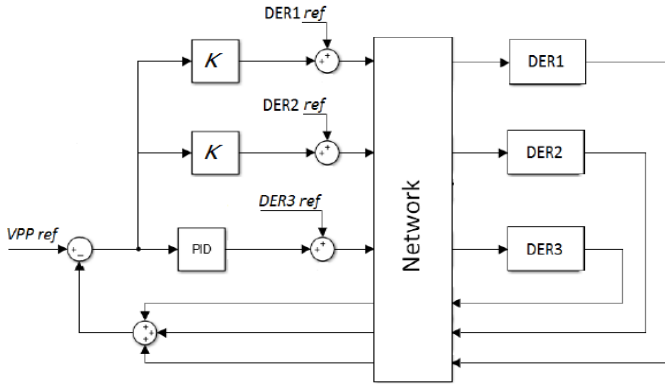 DER1 ref
K
+
+
DER1
DER2 ref
K
+
+
DER2
Network
DER3 ref
VPP ref
+
−
PID
+
+
DER3
+
+
+